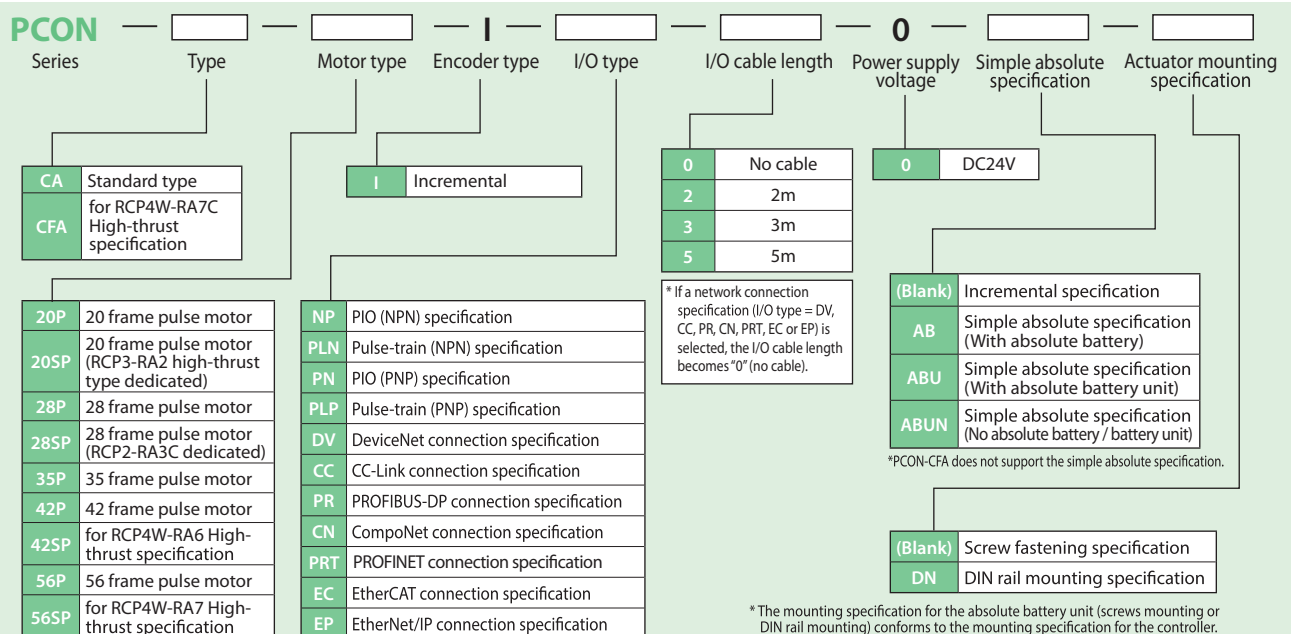 PCON — — — I — — — 0 — —
Series
Type
Motor type
Encoder type
I/O type
I/O cable length
Power supply
voltage
Simple absolute
specification
Actuator mounting
specification
CA Standard type
CFA for RCP4W-RA7C
High-thrust
specification
I Incremental
0 No cable
2 2m
3 3m
5 5m
* If a network connection
specification (I/O type = DV,
CC, PR, CN, PRT, EC or EP) is
selected, the I/O cable length
becomes "0" (no cable).
0 DC24V
20P 20 frame pulse motor
20SP 20 frame pulse motor
(RCP3-RA2 high-thrust
type dedicated)
28P 28 frame pulse motor
28SP 28 frame pulse motor
(RCP2-RA3C dedicated)
35P 35 frame pulse motor
42P 42 frame pulse motor
42SP for RCP4W-RA6 High-
thrust specification
56P 56 frame pulse motor
56SP for RCP4W-RA7 High-
thrust specification
NP PIO (NPN) specification
PLN Pulse-train (NPN) specification
PN PIO (PNP) specification
PLP Pulse-train (PNP) specification
DV DeviceNet connection specification
CC CC-Link connection specification
PR PROFIBUS-DP connection specification
CN CompoNet connection specification
PRT PROFINET connection specification
EC EtherCAT connection specification
EP EtherNet/IP connection specification
(Blank) Incremental specification
AB Simple absolute specification
(With absolute battery)
ABU Simple absolute specification
(With absolute battery unit)
ABUN Simple absolute specification
(No absolute battery / battery unit)
*PCON-CFA does not support the simple absolute specification.
(Blank) Screw fastening specification
DN DIN rail mounting specification
* The mounting specification for the absolute battery unit (screws mounting or
DIN rail mounting) conforms to the mounting specification for the controller.